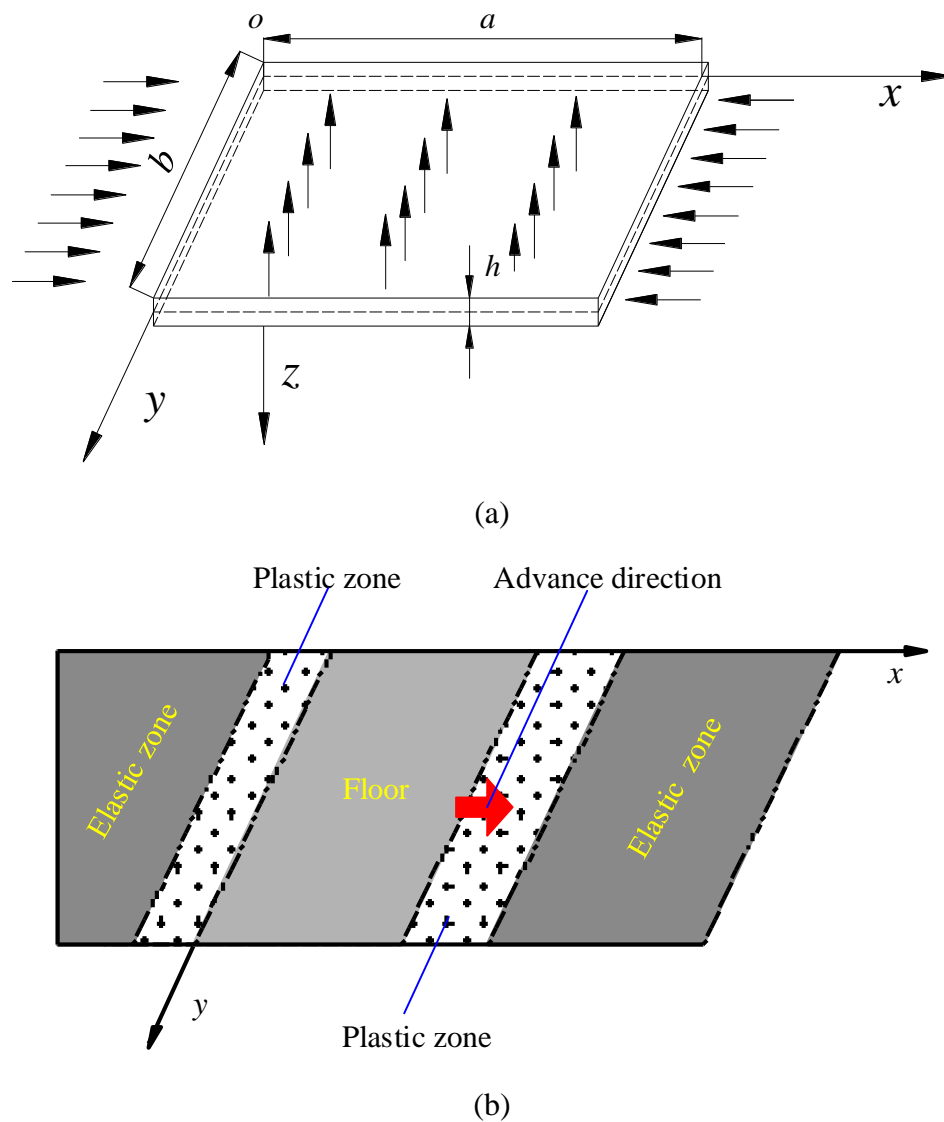 o
a
x
b
h
z
y
(a)
Plastic zone
Advance direction
x
Elastic zone
Floor
Elastic zone
y
Plastic zone
(b)